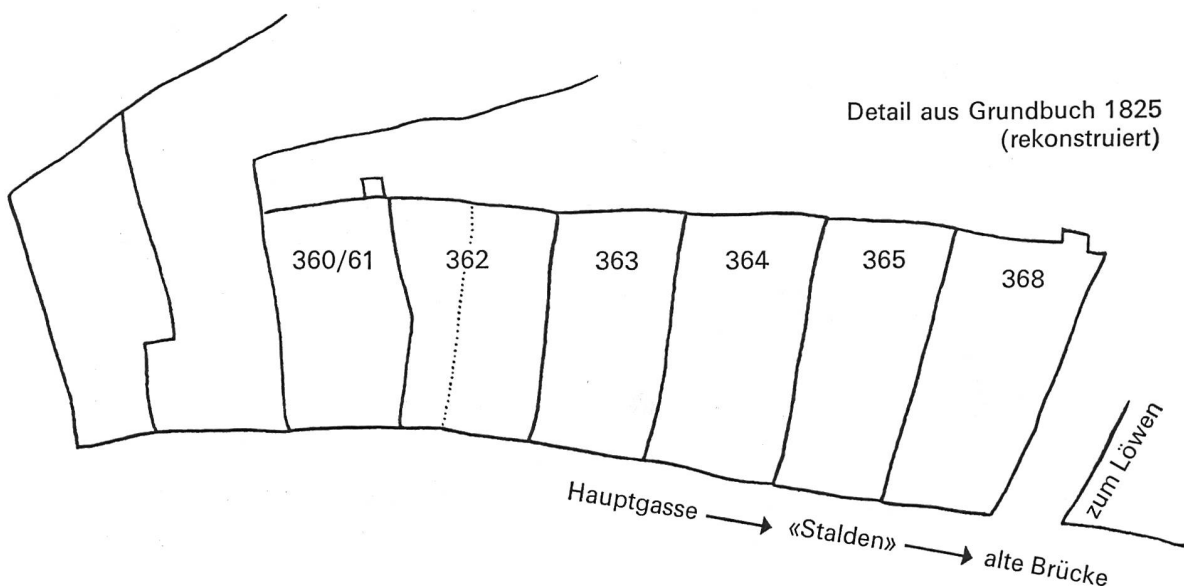 Detail aus Grundbuch 1825
(rekonstruiert)
360/61
362
363
364
365
368
Hauptgasse → «Stalden» → alte Brücke
zum Löwen